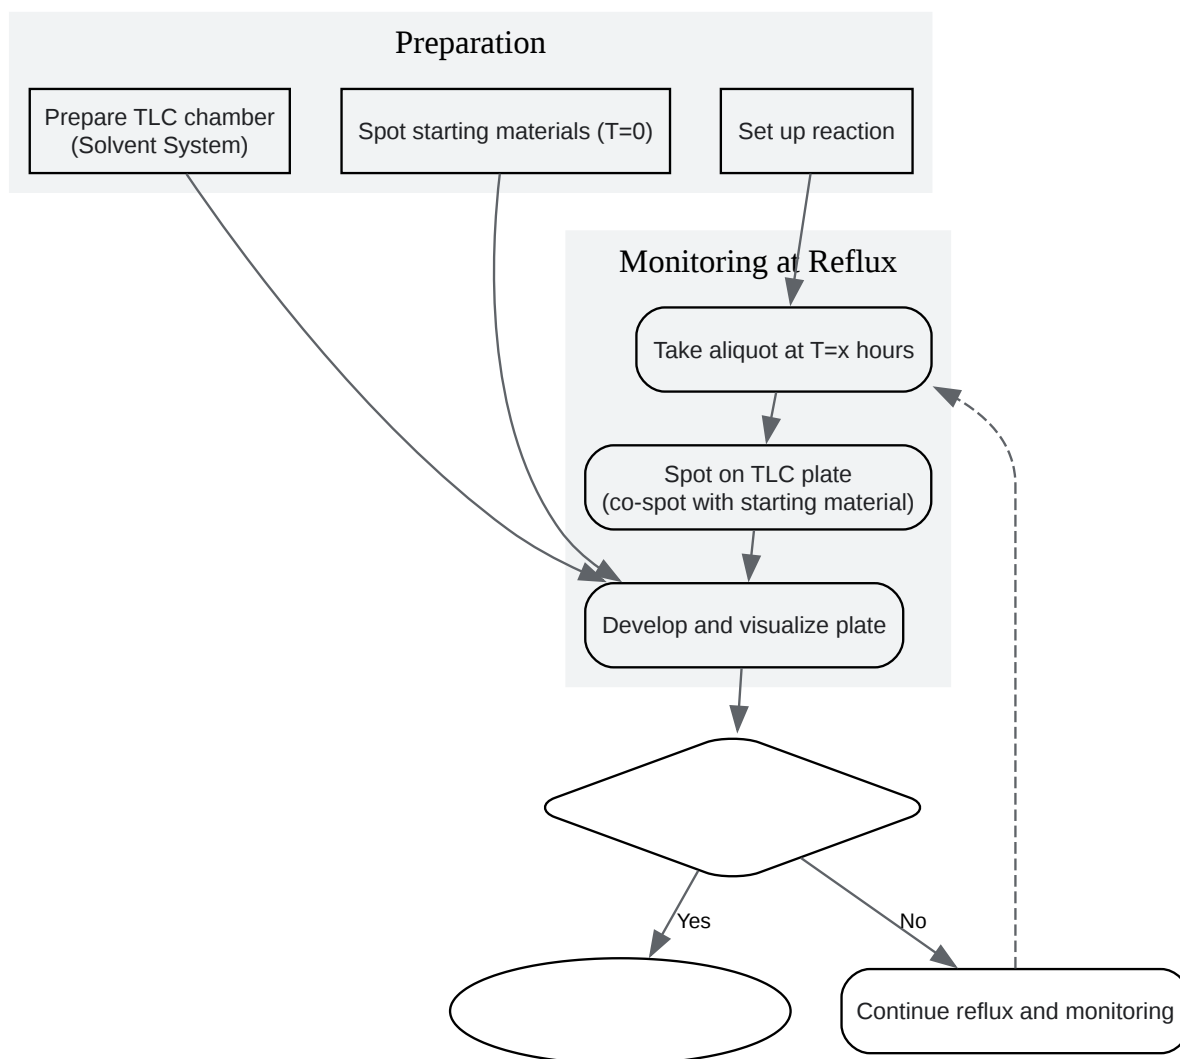 Preparation
Prepare TLC chamber
(Solvent System)
Spot starting materials (T=0)
Set up reaction
Monitoring at Reflux
Take aliquot at T=x hours
Spot on TLC plate
(co-spot with starting material)
Develop and visualize plate
Yes
No
Continue reflux and monitoring